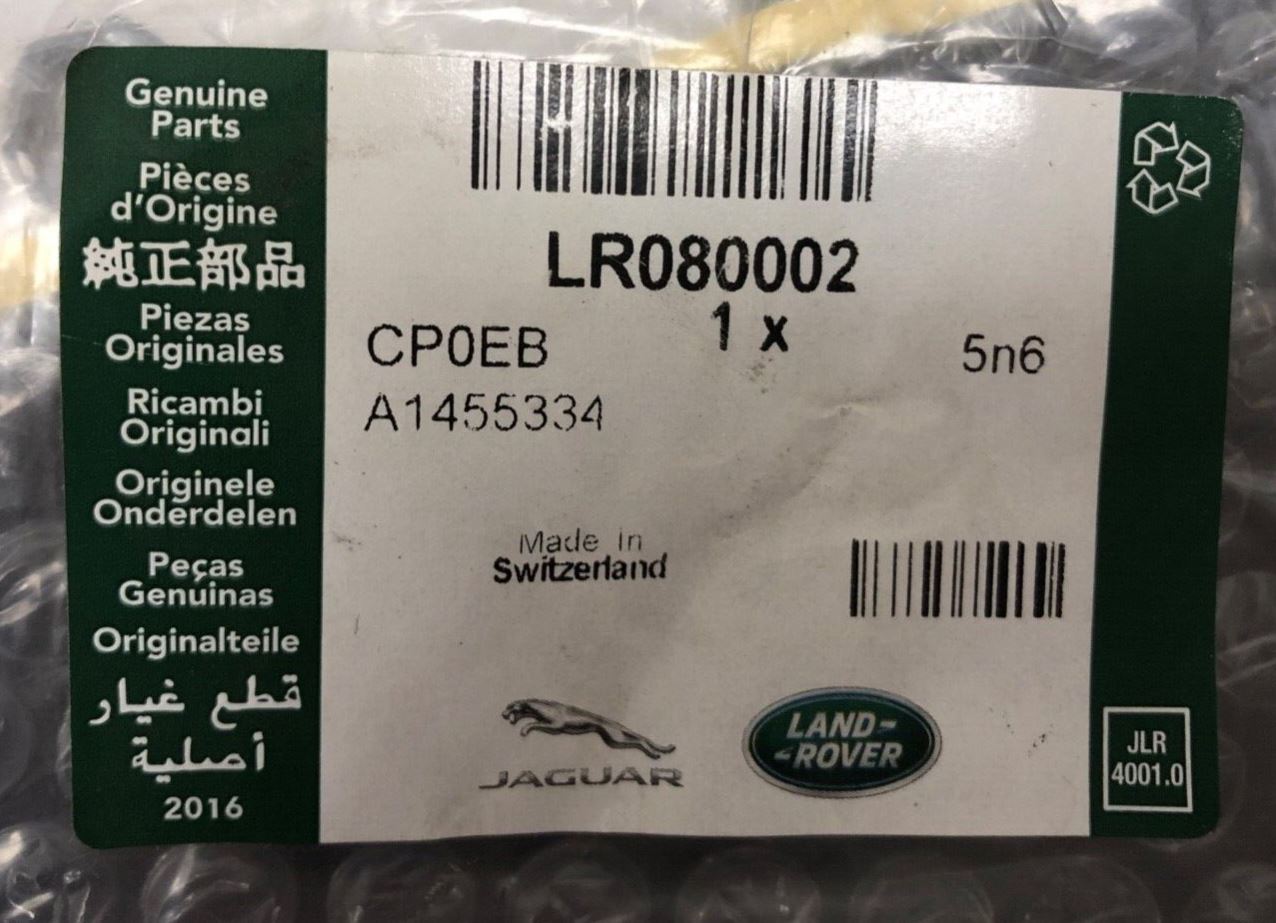 Genuine
Parts
Pièces
d'Origine
純正部品
Piezas
Originales
Ricambi
Originali
Originele
Onderdelen
Peças
Genuinas
Originalteile
قطع غيار
أصلية
2016
LR080002
1 x
CP0EB
5n6
A1455334
Made in
Switzerland
JAGUAR
LAND-
-ROVER
JLR
4001.0